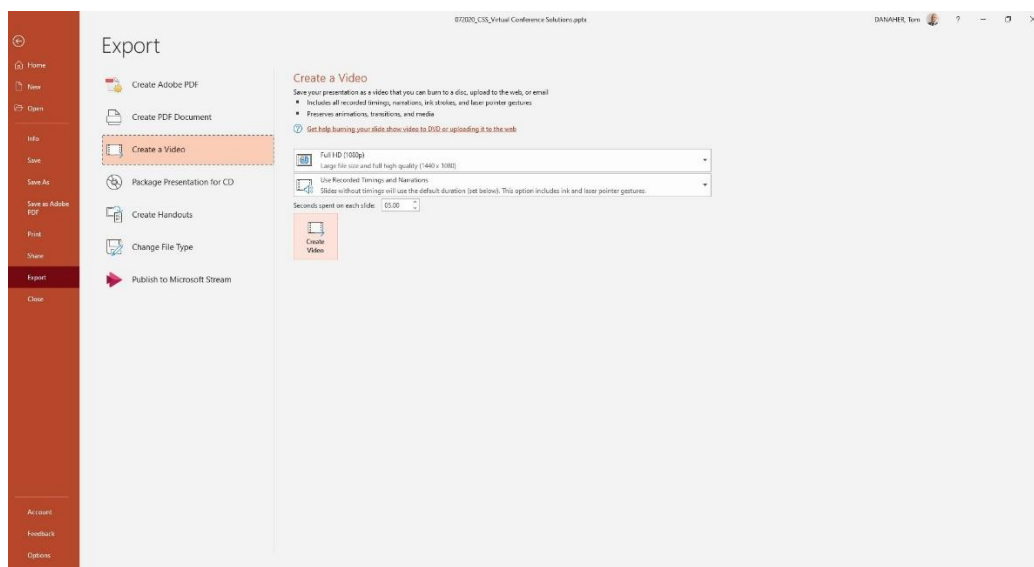 072020_CSS_Virtual Conference Solutions.pptx
DANAHER, Tom
?
Home
New
Open
Info
Save
Save As
Save as Adobe
PDF
Print
Share
Export
Close
Account
Feedback
Options
Export
Create Adobe PDF
Create PDF Document
Create a Video
Package Presentation for CD
Create Handouts
Change File Type
Publish to Microsoft Stream
Create a Video
Save your presentation as a video that you can burn to a disc, upload to the web, or email
Includes all recorded timings, narrations, ink strokes, and laser pointer gestures
Preserves animations, transitions, and media
Get help burning your slide show video to DVD or uploading it to the web
Full HD (1080p)
Large file size and full high quality (1440 x 1080)
Use Recorded Timings and Narrations
Slides without timings will use the default duration (set below). This option includes ink and laser pointer gestures.
Seconds spent on each slide: 05.00
Create
Video